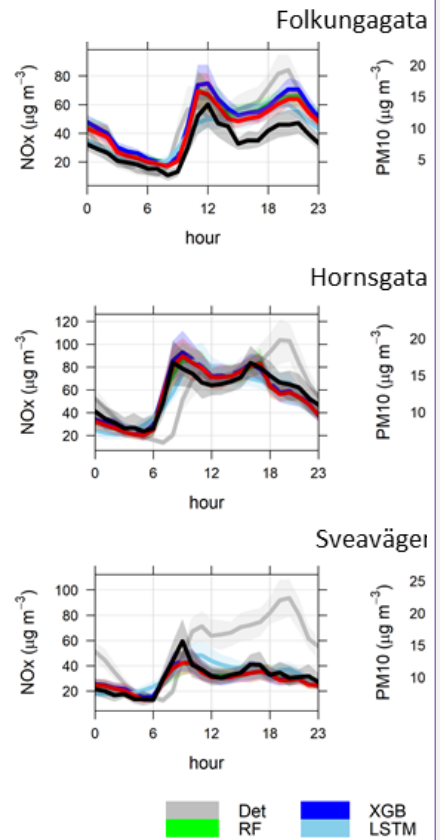 Folkungagata
NOx (μg m⁻³)
80
60
40
20
0
6
12
18
23
hour
PM10 (μg m⁻³)
20
15
10
5
Hornsgata
NOx (μg m⁻³)
120
100
80
60
40
20
0
6
12
18
23
hour
PM10 (μg m⁻³)
20
15
10
Sveaväger
NOx (μg m⁻³)
100
80
60
40
20
0
6
12
18
23
hour
PM10 (μg m⁻³)
25
20
15
10
Det
XGB
RF
LSTM